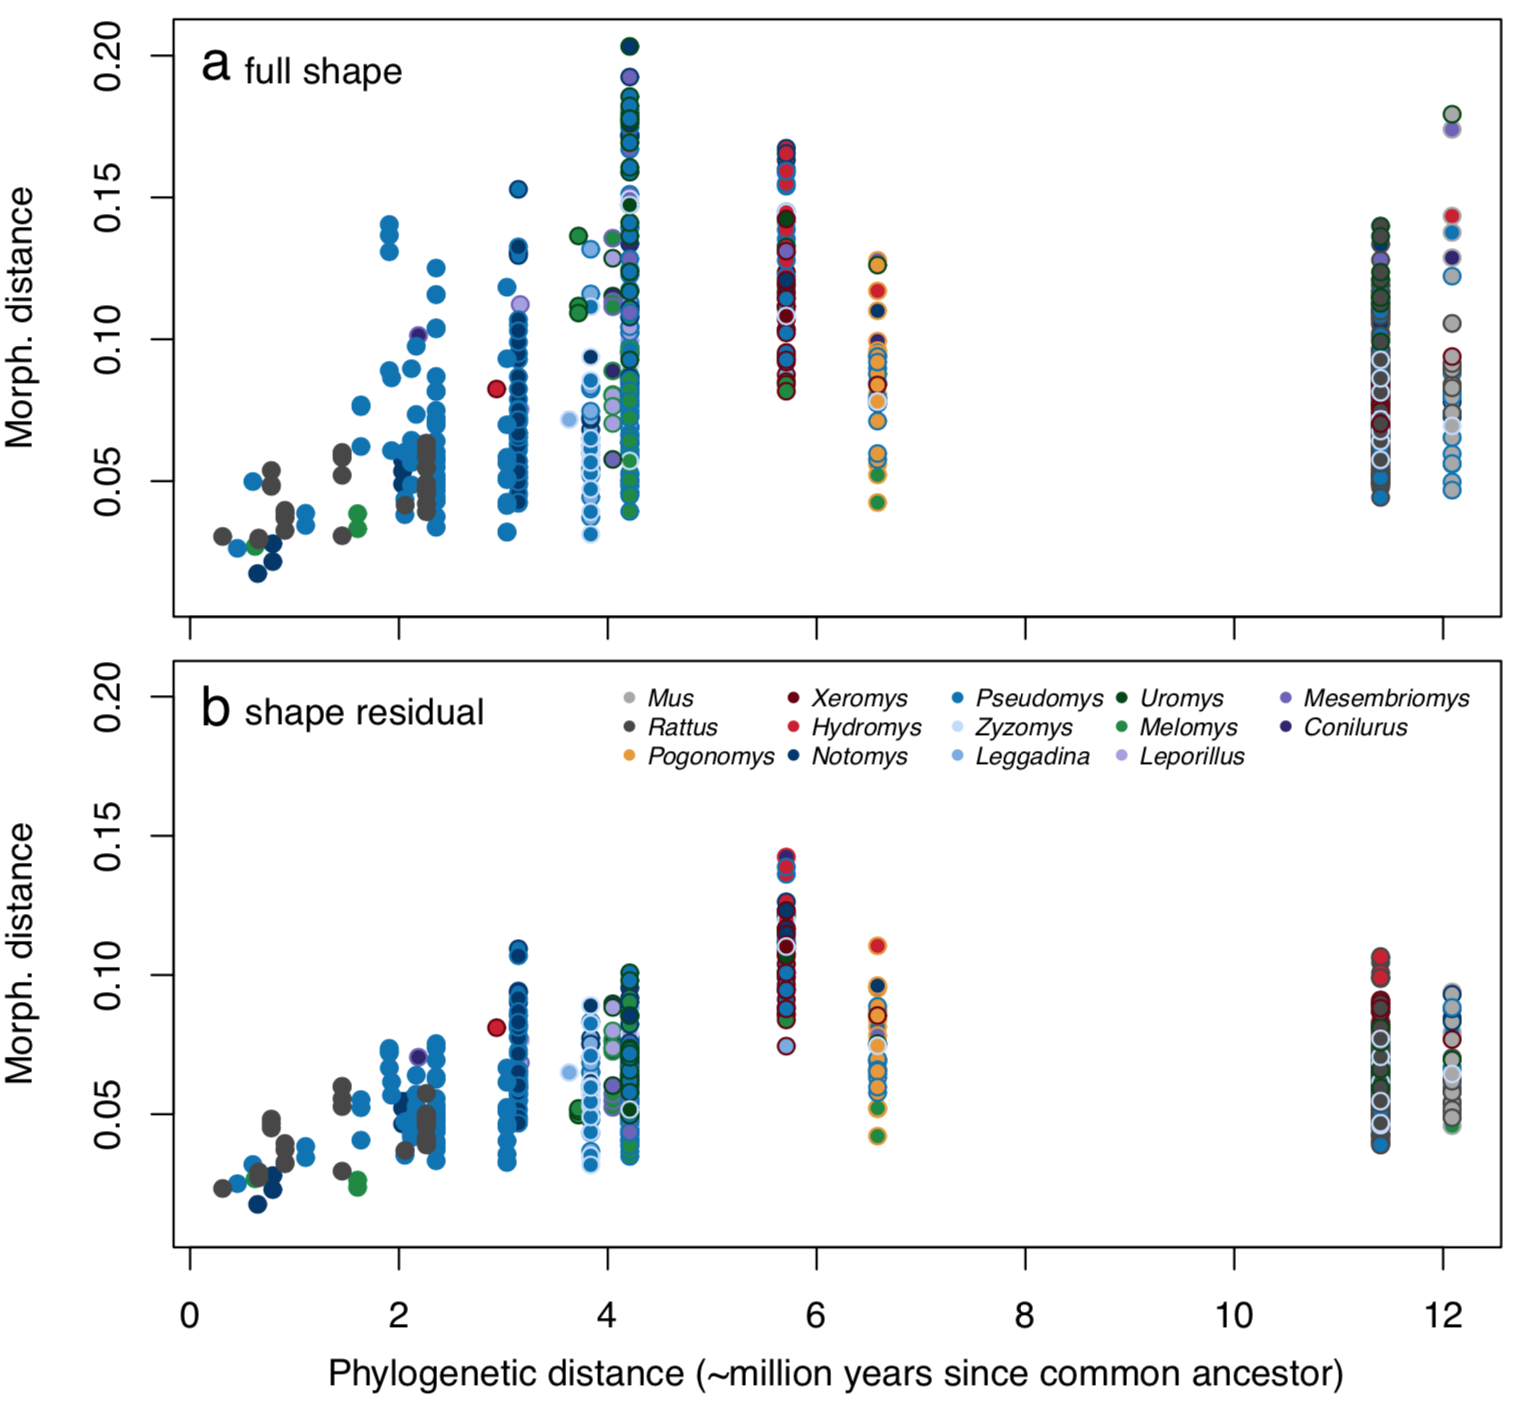 a full shape
0.20
0.15
0.10
0.05
Morph. distance
b shape residual
Mus Xeromys Pseudomys Uromys Mesembriomys
Rattus Hydromys Zyzomys Melomys Conilurus
Pogonomys Notomys Leggadina Leporillus
0.20
0.15
0.10
0.05
Morph. distance
0 2 4 6 8 10 12
Phylogenetic distance (~million years since common ancestor)